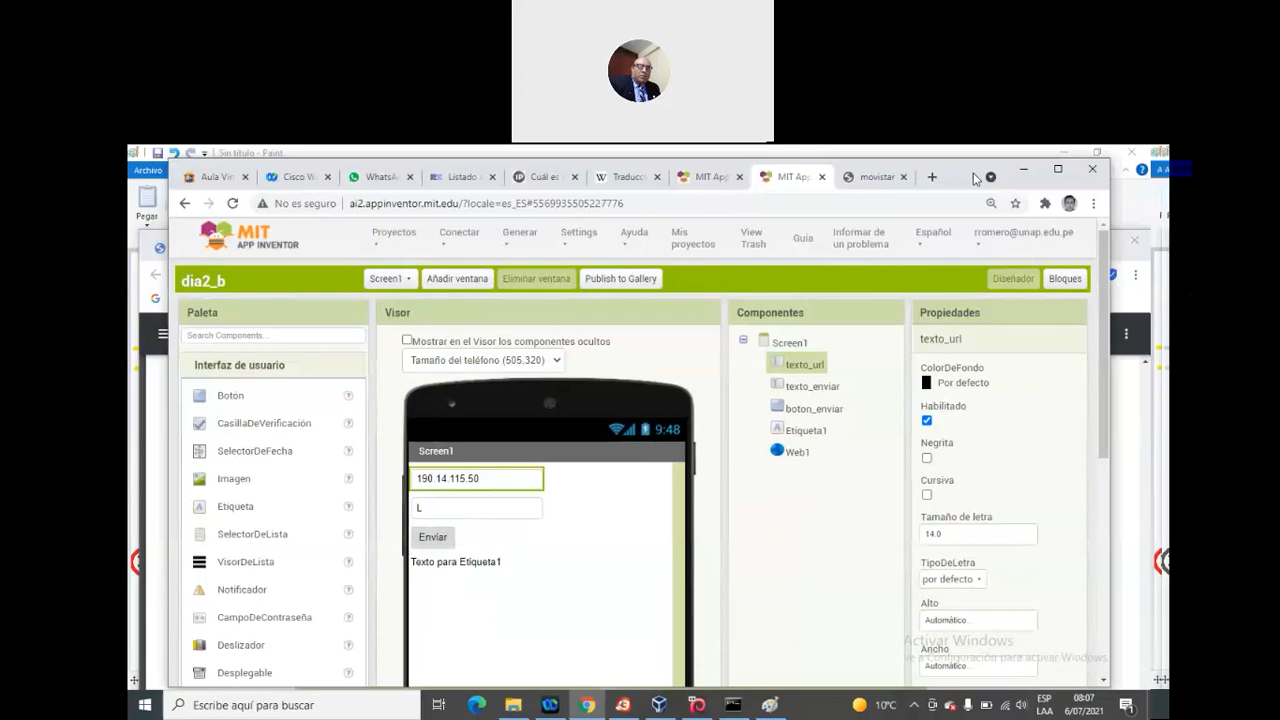 Sin título - Paint
Archivo
Pegar
Aula Vin
Cisco W
WhatsA
Listado
Cuál es
Traducc
MIT App
MIT App
movistar
No es seguro
ai2.appinventor.mit.edu/?locale=es_ES#5569935505227776
MIT
APP INVENTOR
Proyectos
Conectar
Generar
Settings
Ayuda
Mis
proyectos
View
Trash
Guía
Informar de
un problema
Español
rromero@unap.edu.pe
dia2_b
Screen1
Añadir ventana
Eliminar ventana
Publish to Gallery
Diseñador
Bloques
Paleta
Search Components...
Interfaz de usuario
Botón
CasillaDeVerificación
SelectorDeFecha
Imagen
Etiqueta
SelectorDeLista
VisorDeLista
Notificador
CampoDeContraseña
Deslizador
Desplegable
Visor
Mostrar en el Visor los componentes ocultos
Tamaño del teléfono (505.320)
9:48
Screen1
190.14.115.50
L
Enviar
Texto para Etiqueta1
Componentes
Screen1
texto_url
texto_enviar
boton_enviar
Etiqueta1
Web1
Propiedades
texto_url
ColorDeFondo
Por defecto
Habilitado
Negrita
Cursiva
Tamaño de letra
14.0
TipoDeLetra
por defecto
Alto
Automático...
Ancho
Automático...
Activar Windows
Ve a Configuración para activar Windows.
Escribe aquí para buscar
10°C
ESP
LAA
08:07
6/07/2021